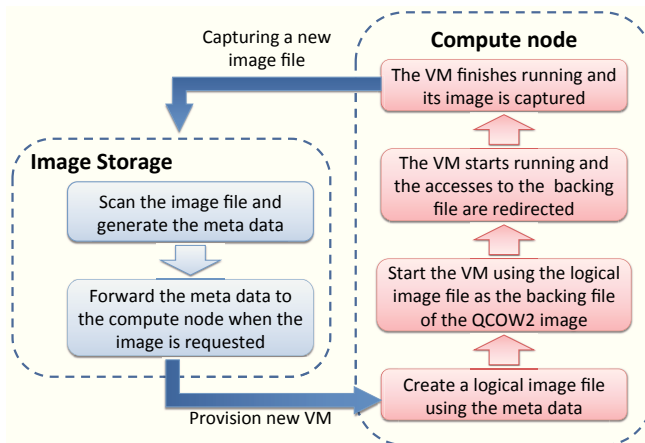 Capturing a new
image file
Compute node
The VM finishes running and
its image is captured
Image Storage
Scan the image file and
generate the meta data
The VM starts running and
the accesses to the backing
file are redirected
Forward the meta data to
the compute node when the
image is requested
Start the VM using the logical
image file as the backing file
of the QCOW2 image
Create a logical image file
using the meta data
Provision new VM